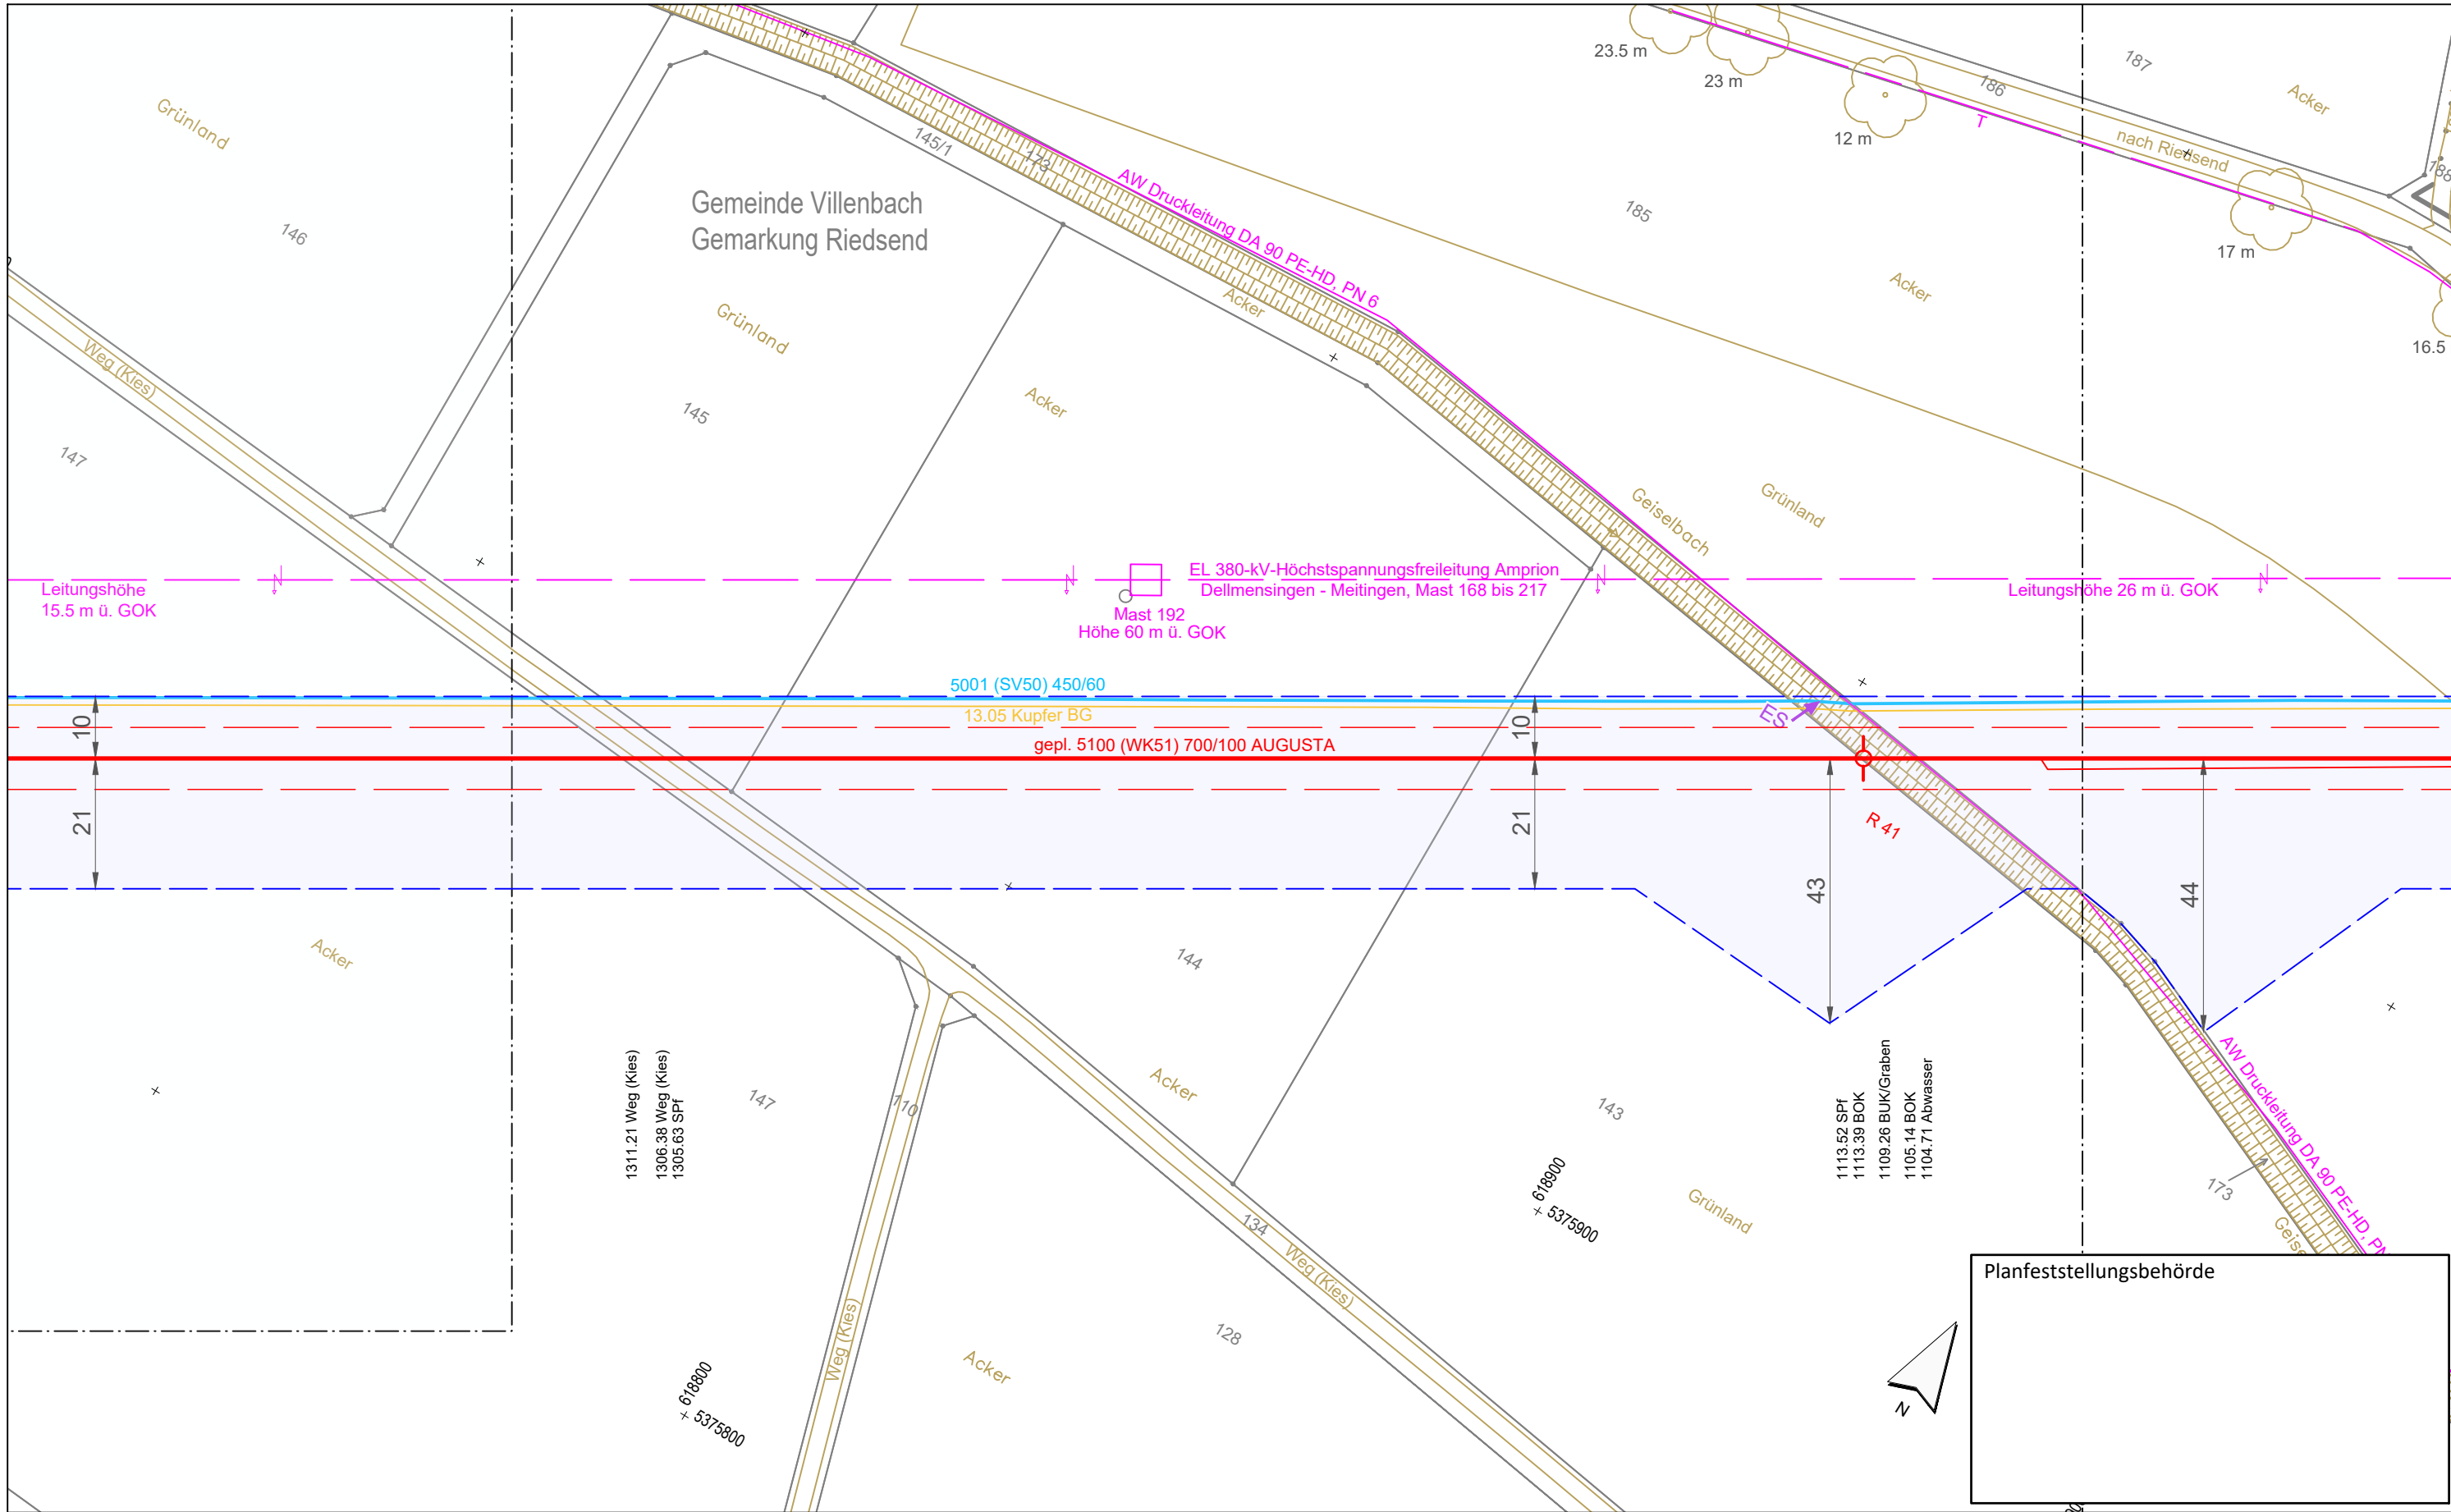 23.5 m
23 m
12 m
17 m
16.5
187
186
Acker
nach Riedsend
188
T
Grünland
146
145/1
173
Gemeinde Villenbach
Gemarkung Riedsend
AW Druckleitung DA 90 PE-HD, PN 6
185
Acker
Acker
Grünland
Weg (Kies)
145
Acker
147
Geiselbach
Grünland
Leitungshöhe
15.5 m ü. GOK
EL 380-kV-Höchstspannungsfreileitung Amprion
Dellmensingen - Meitingen, Mast 168 bis 217
Leitungshöhe 26 m ü. GOK
Mast 192
Höhe 60 m ü. GOK
5001 (SV50) 450/60
13.05 Kupfer BG
ES
10
10
gepl. 5100 (WK51) 700/100 AUGUSTA
21
21
R 41
43
44
Acker
144
1311.21 Weg (Kies)
1306.38 Weg (Kies)
1305.63 SPf
147
110
Acker
143
1113.52 SPf
1113.39 BOK
1109.26 BUK/Graben
1105.14 BOK
1104.71 Abwasser
AW Druckleitung DA 90 PE-HD, PN
173
Geise
618900
+ 5375900
Grünland
134
Weg (Kies)
Weg (Kies)
128
Acker
618800
+ 5375800
N
Planfeststellungsbehörde